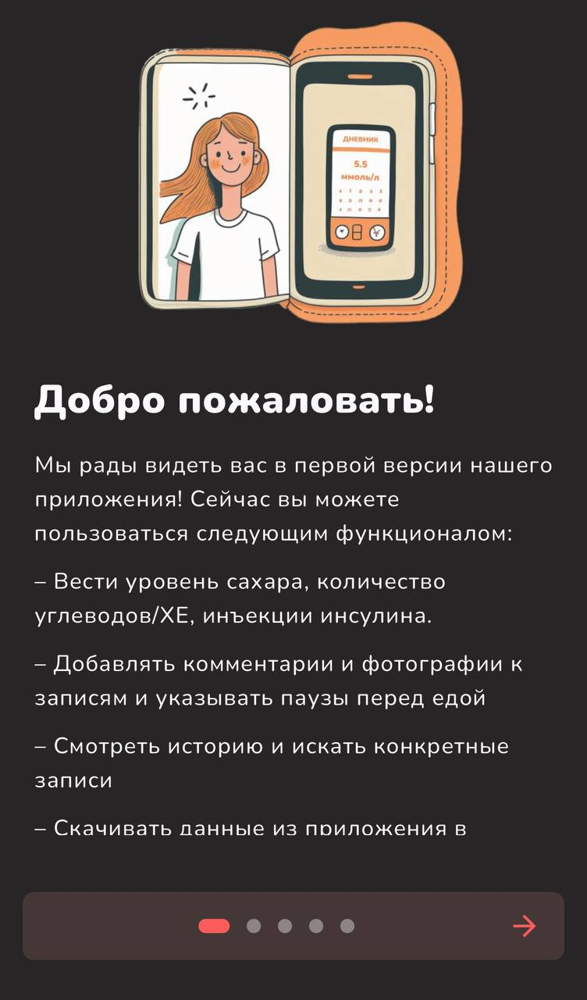 ДНЕВНИК
5.5
ммоль/л
Добро пожаловать!
Мы рады видеть вас в первой версии нашего
приложения! Сейчас вы можете
пользоваться следующим функционалом:
– Вести уровень сахара, количество
углеводов/ХЕ, инъекции инсулина.
– Добавлять комментарии и фотографии к
записям и указывать паузы перед едой
– Смотреть историю и искать конкретные
записи
– Скачивать данные из приложения в